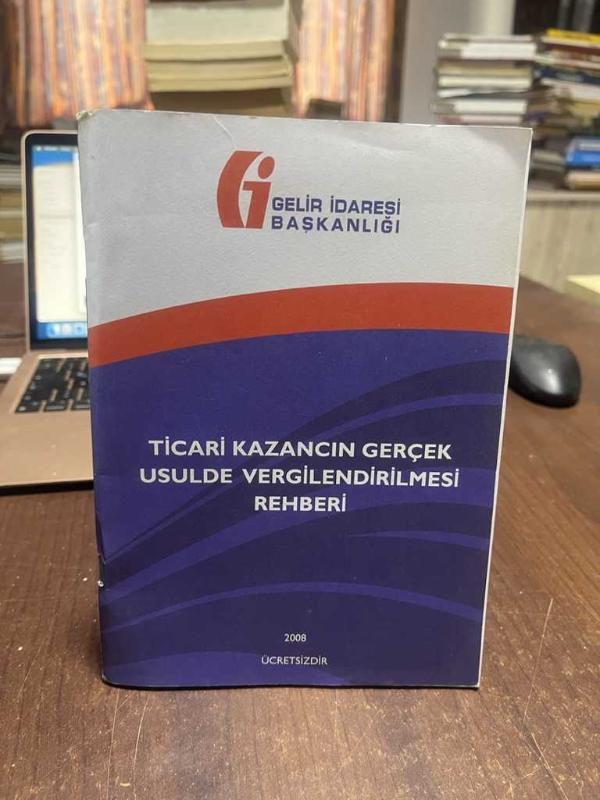 GELİR İDARESİ
BAŞKANLIĞI
TİCARİ KAZANCIN GERÇEK
USULDE VERGİLENDİRİLMESİ
REHBERİ
2008
ÜCRETSİZDİR